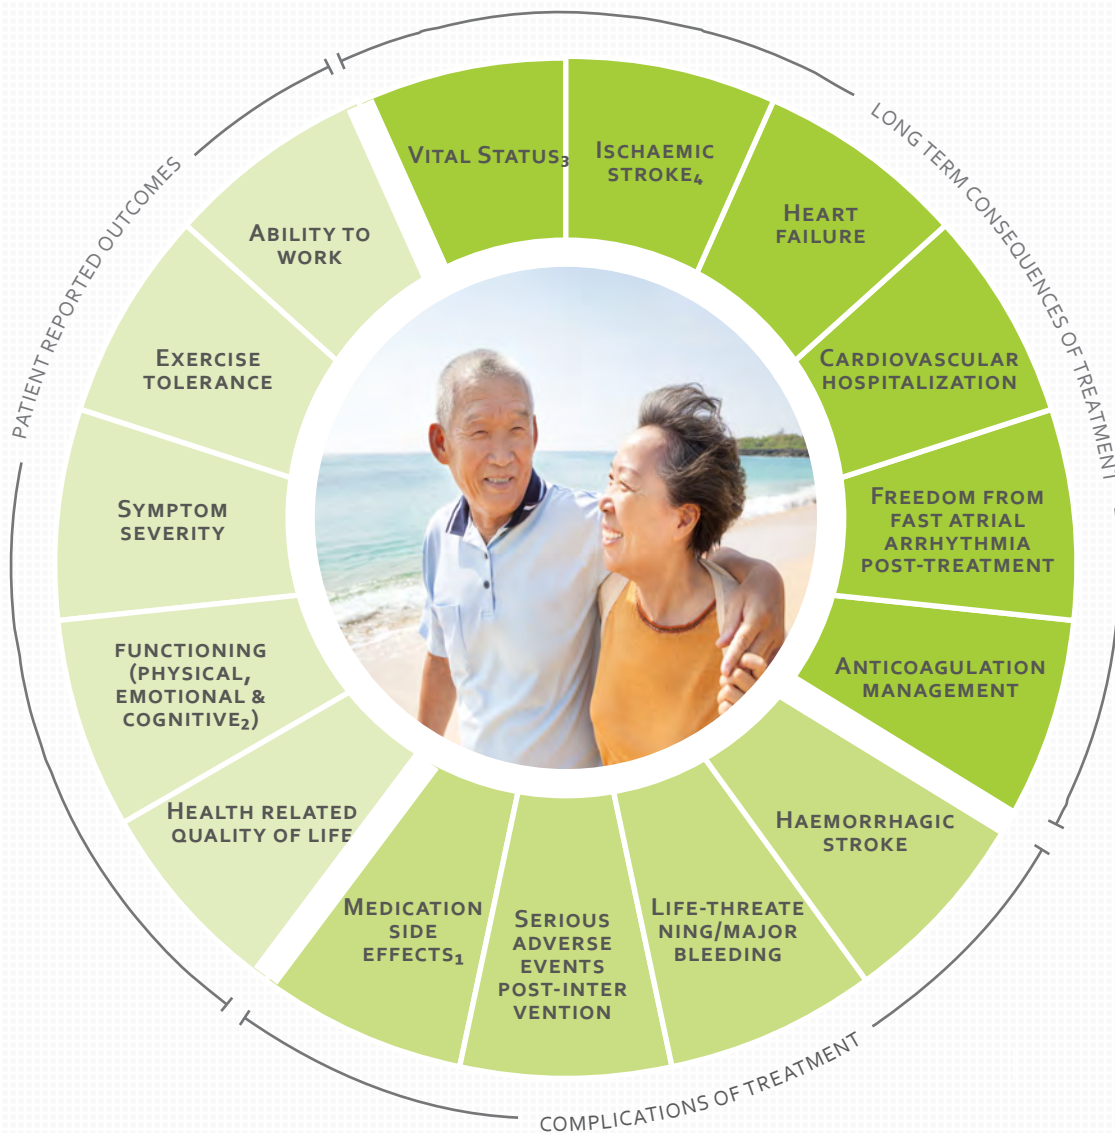 LONG TERM CONSEQUENCES OF TREATMENT
VITAL STATUS₃
ISCHAEMIC
STROKE₄
HEART
FAILURE
CARDIOVASCULAR
HOSPITALIZATION
FREEDOM FROM
FAST ATRIAL
ARRHYTHMIA
POST-TREATMENT
ANTICOAGULATION
MANAGEMENT
COMPLICATIONS OF TREATMENT
HAEMORRHAGIC
STROKE
LIFE-THREATE
NING/MAJOR
BLEEDING
SERIOUS
ADVERSE
EVENTS
POST-INTER
VENTION
MEDICATION
SIDE
EFFECTS₁
PATIENT REPORTED OUTCOMES
HEALTH RELATED
QUALITY OF LIFE
FUNCTIONING
(PHYSICAL,
EMOTIONAL &
COGNITIVE₂)
SYMPTOM
SEVERITY
EXERCISE
TOLERANCE
ABILITY TO
WORK